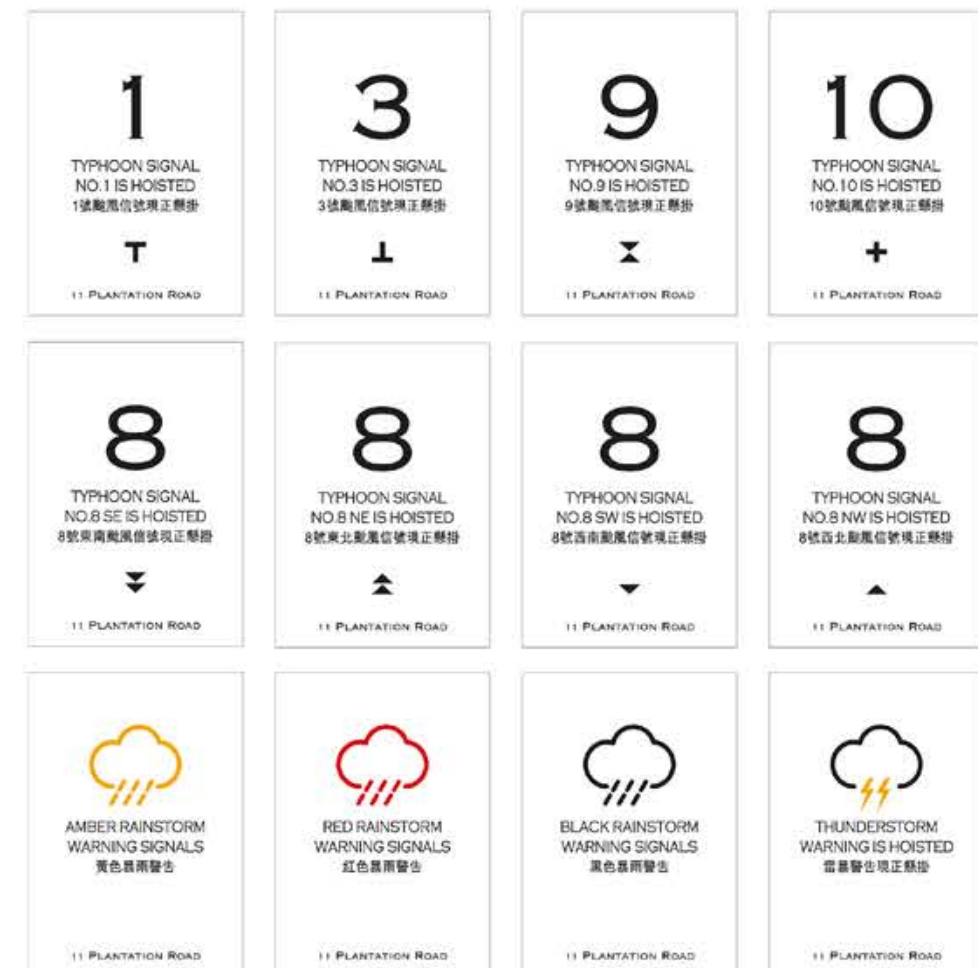 1
TYPHOON SIGNAL
NO.1 IS HOISTED
1號颱風信號現正懸掛
11 PLANTATION ROAD
3
TYPHOON SIGNAL
NO.3 IS HOISTED
3號颱風信號現正懸掛
11 PLANTATION ROAD
9
TYPHOON SIGNAL
NO.9 IS HOISTED
9號颱風信號現正懸掛
11 PLANTATION ROAD
10
TYPHOON SIGNAL
NO.10 IS HOISTED
10號颱風信號現正懸掛
11 PLANTATION ROAD
8
TYPHOON SIGNAL
NO.8 SE IS HOISTED
8號東南颱風信號現正懸掛
11 PLANTATION ROAD
8
TYPHOON SIGNAL
NO.8 NE IS HOISTED
8號東北颱風信號現正懸掛
11 PLANTATION ROAD
8
TYPHOON SIGNAL
NO.8 SW IS HOISTED
8號西南颱風信號現正懸掛
11 PLANTATION ROAD
8
TYPHOON SIGNAL
NO.8 NW IS HOISTED
8號西北颱風信號現正懸掛
11 PLANTATION ROAD
AMBER RAINSTORM
WARNING SIGNALS
黃色暴雨警告
11 PLANTATION ROAD
RED RAINSTORM
WARNING SIGNALS
紅色暴雨警告
11 PLANTATION ROAD
BLACK RAINSTORM
WARNING SIGNALS
黑色暴雨警告
11 PLANTATION ROAD
THUNDERSTORM
WARNING IS HOISTED
雷暴警告現正懸掛
11 PLANTATION ROAD